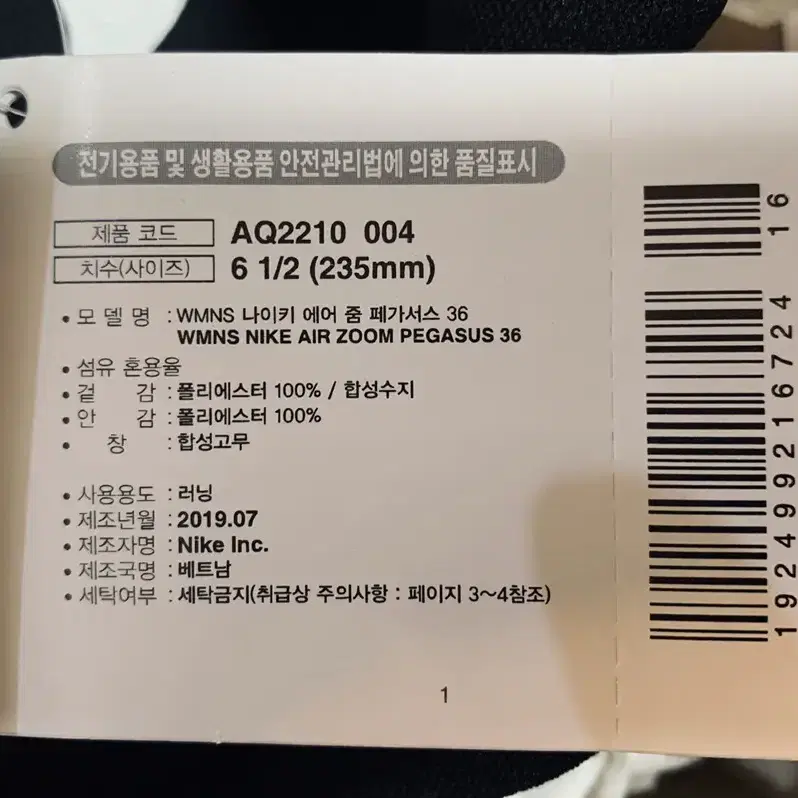 전기용품 및 생활용품 안전관리법에 의한 품질표시
제품 코드 AQ2210 004
치수(사이즈) 6 1/2 (235mm)
• 모 델 명 : WMNS 나이키 에어 줌 페가서스 36
WMNS NIKE AIR ZOOM PEGASUS 36
• 섬유 혼용율
• 겉 감 : 폴리에스터 100% / 합성수지
• 안 감 : 폴리에스터 100%
• 창 : 합성고무
• 사용용도 : 러닝
• 제조년월 : 2019.07
• 제조자명 : Nike Inc.
• 제조국명 : 베트남
• 세탁여부 : 세탁금지(취급상 주의사항 : 페이지 3~4참조)
1
192499216724 16